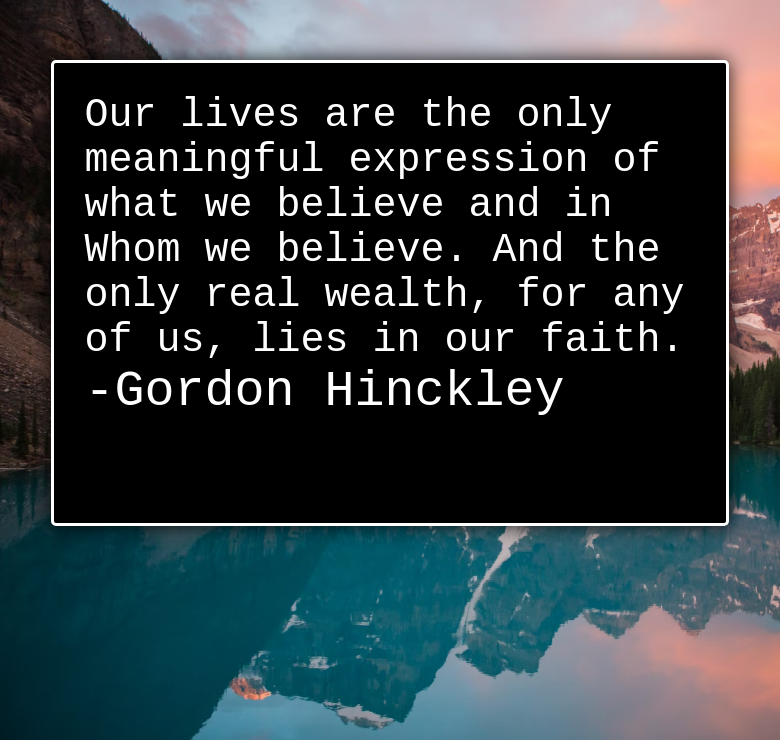 Our lives are the only
meaningful expression of
what we believe and in
Whom we believe. And the
only real wealth, for any
of us, lies in our faith.
-Gordon Hinckley